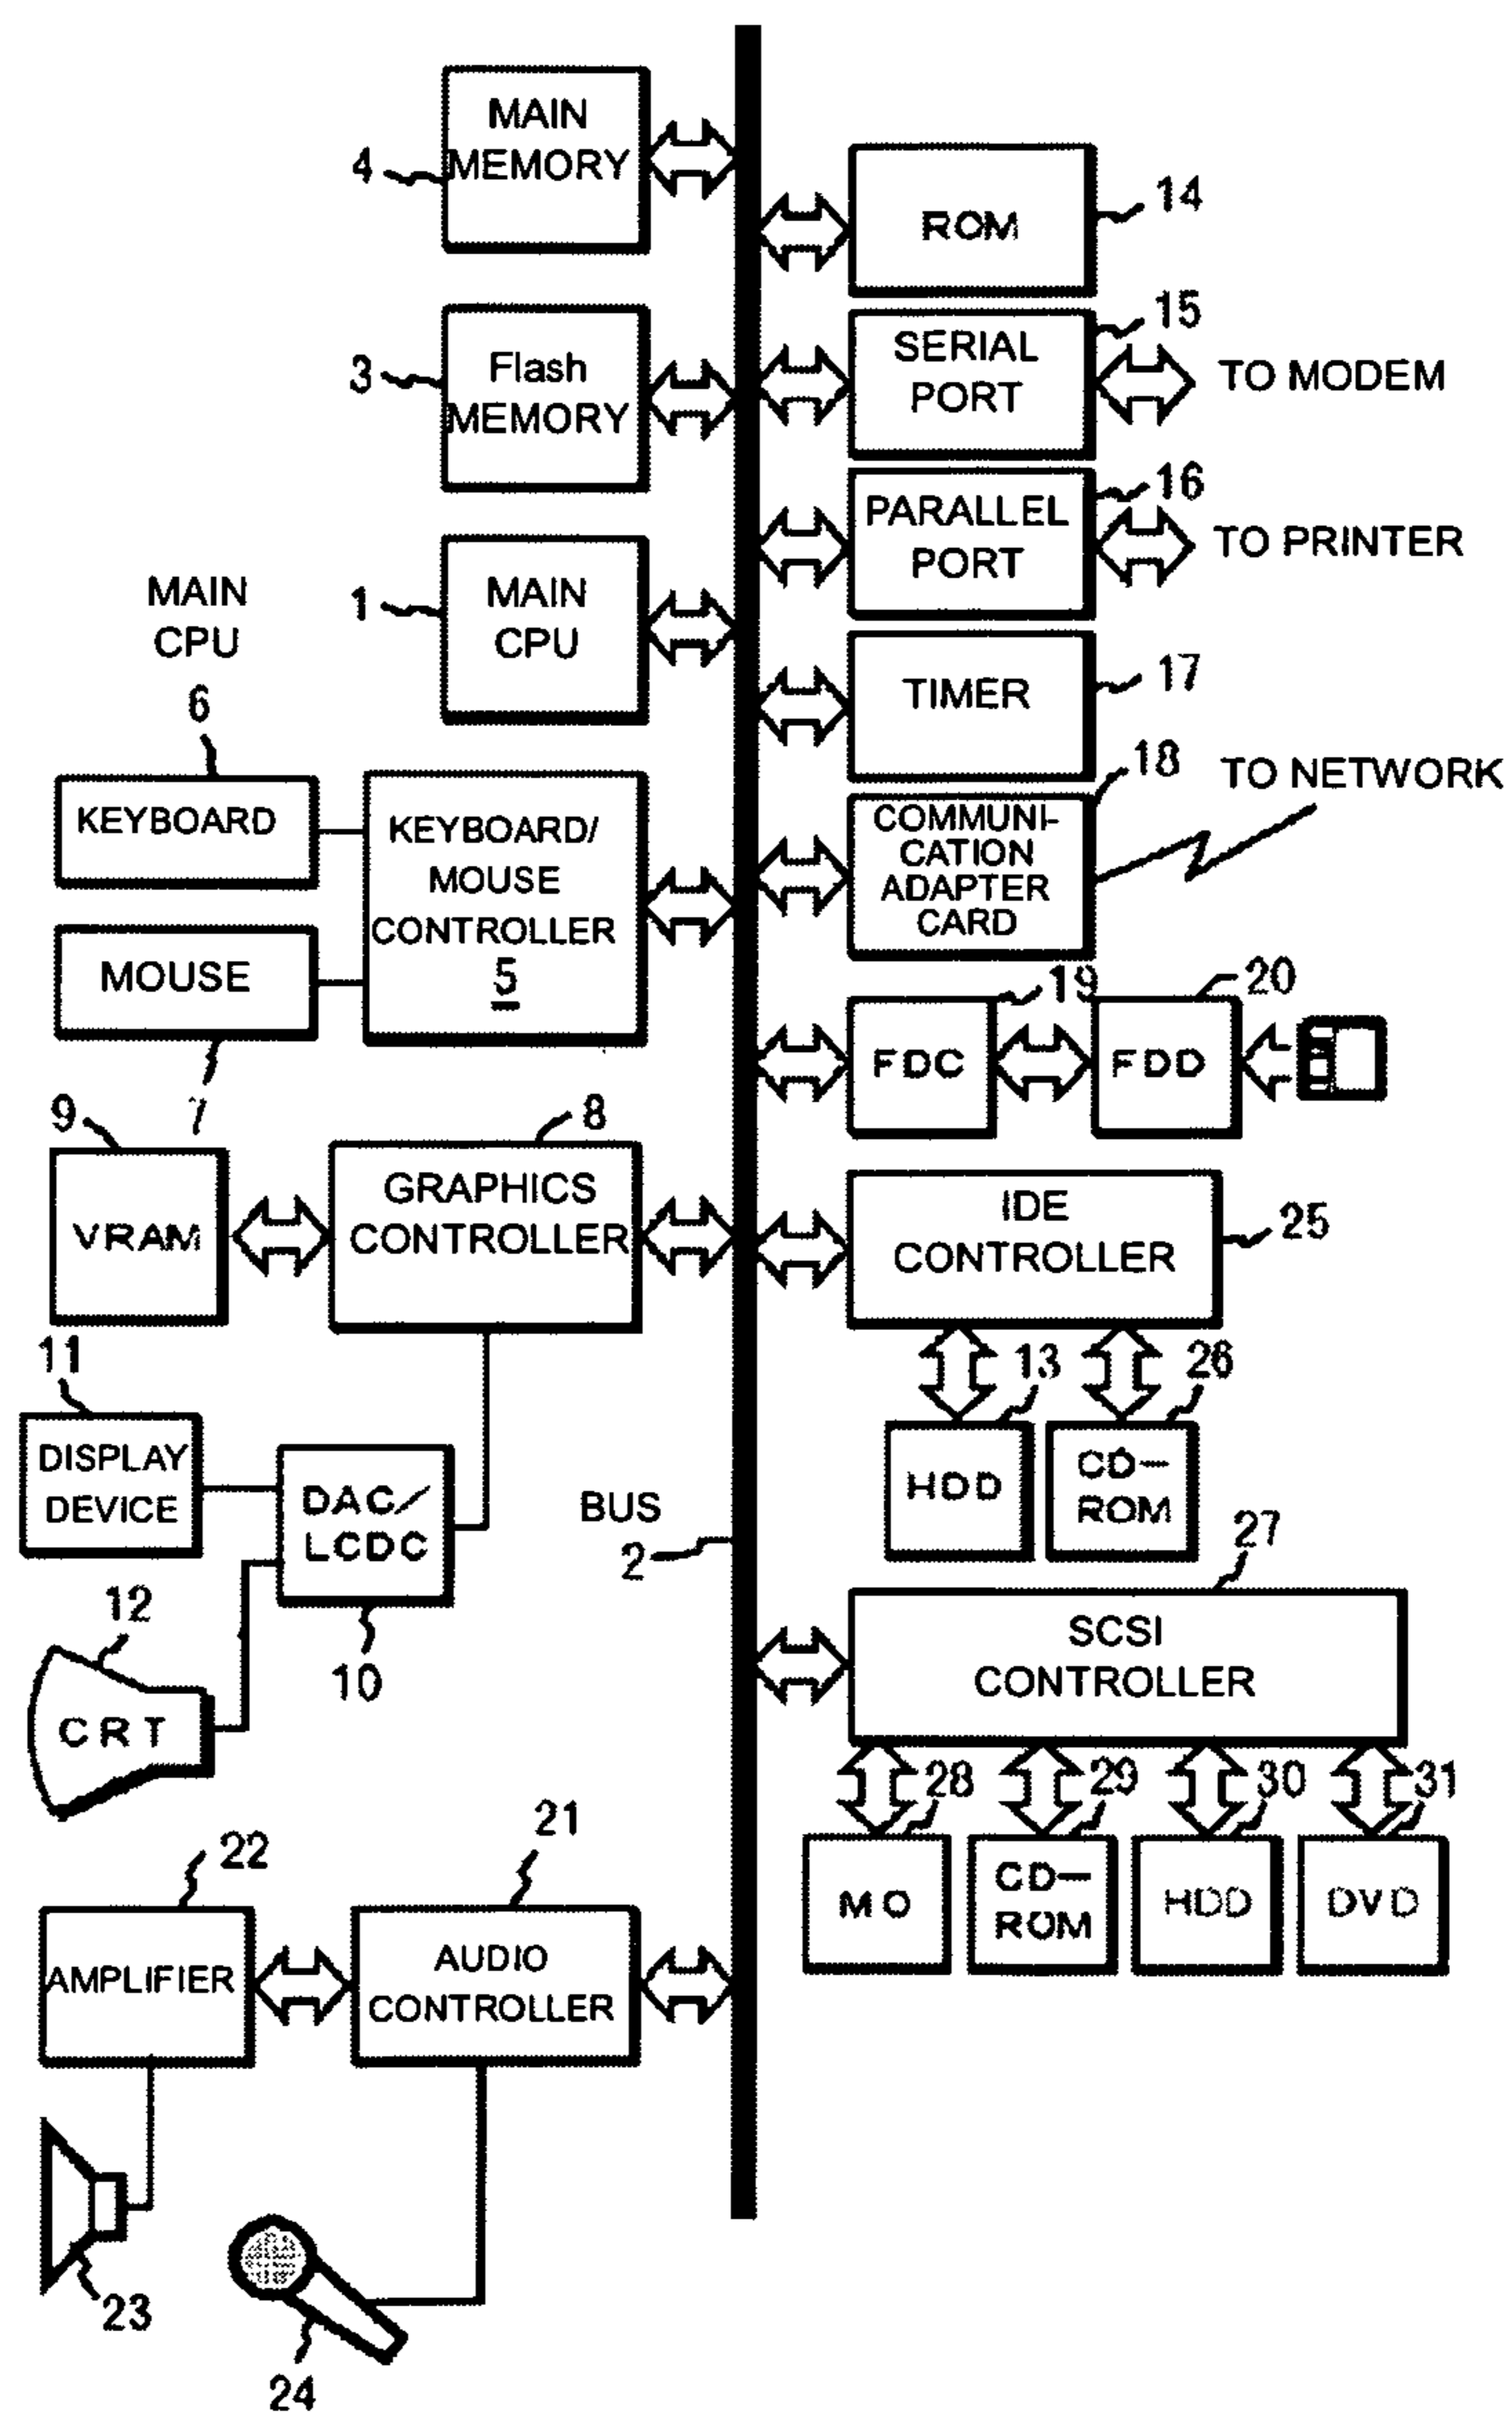 MAIN
MEMORY
4
ROM
14
Flash
MEMORY
3
SERIAL
PORT
15
TO MODEM
PARALLEL
PORT
16
TO PRINTER
MAIN
CPU
1
MAIN
CPU
TIMER
17
6
KEYBOARD
KEYBOARD/
MOUSE
CONTROLLER
5
MOUSE
7
COMMUNI-
CATION
ADAPTER
CARD
18
TO NETWORK
FDC
19
FDD
20
9
VRAM
8
GRAPHICS
CONTROLLER
IDE
CONTROLLER
25
11
DISPLAY
DEVICE
DAC/
LCDC
10
12
CRT
BUS
2
13
HDD
26
CD-
ROM
27
SCSI
CONTROLLER
28
MO
29
CD-
ROM
30
HDD
31
DVD
22
AMPLIFIER
21
AUDIO
CONTROLLER
23
24